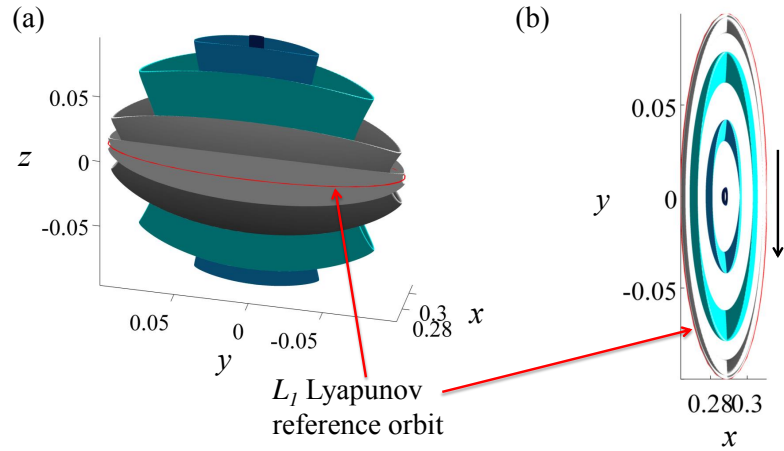 (a)
(b)
0.05
0
-0.05
z
0.05
0
-0.05
y
0.3
0.28
x
L1 Lyapunov
reference orbit
0.05
0
-0.05
y
0.28 0.3
x